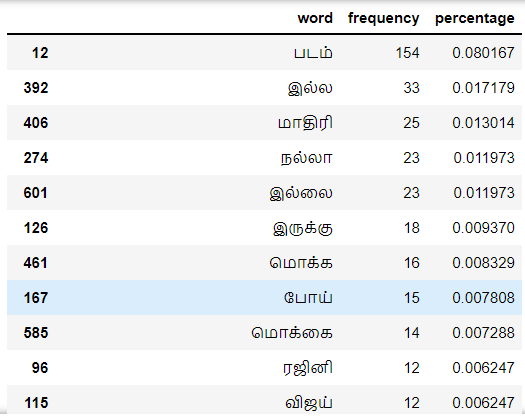 word frequency percentage
12 படம் 154 0.080167
392 இல்ல 33 0.017179
406 மாதிரி 25 0.013014
274 நல்லா 23 0.011973
601 இல்லை 23 0.011973
126 இருக்கு 18 0.009370
461 மொக்க 16 0.008329
167 போய் 15 0.007808
585 மொக்கை 14 0.007288
96 ரஜினி 12 0.006247
115 விஜய் 12 0.006247